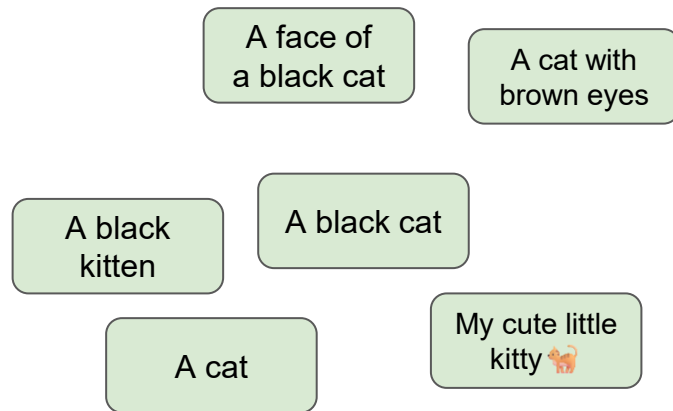 A face of
a black cat
A cat with
brown eyes
A black cat
A black
kitten
My cute little
kitty🐈
A cat